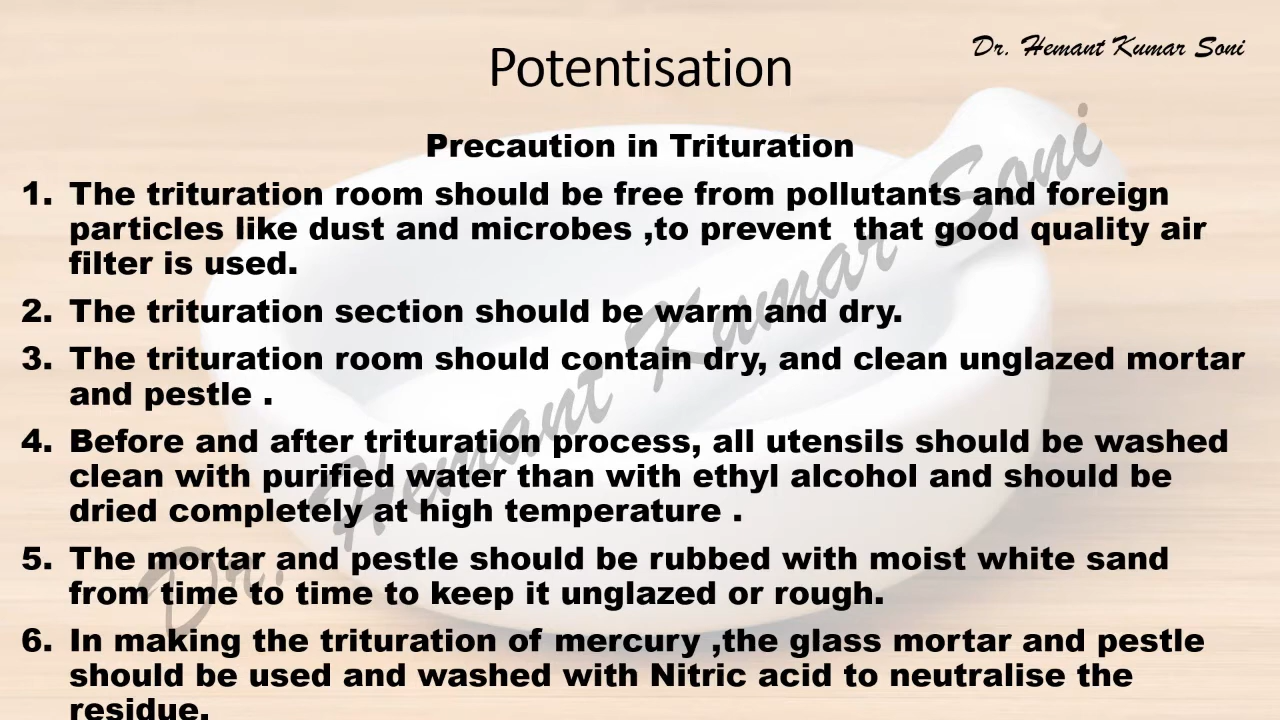 Dr. Hemant Kumar Soni
Potentisation
Precaution in Trituration
1. The trituration room should be free from pollutants and foreign
particles like dust and microbes ,to prevent  that good quality air
filter is used.
2. The trituration section should be warm and dry.
3. The trituration room should contain dry, and clean unglazed mortar
and pestle .
4. Before and after trituration process, all utensils should be washed
clean with purified water than with ethyl alcohol and should be
dried completely at high temperature .
5. The mortar and pestle should be rubbed with moist white sand
from time to time to keep it unglazed or rough.
6. In making the trituration of mercury ,the glass mortar and pestle
should be used and washed with Nitric acid to neutralise the
residue.
Dr. Hemant Kumar Soni